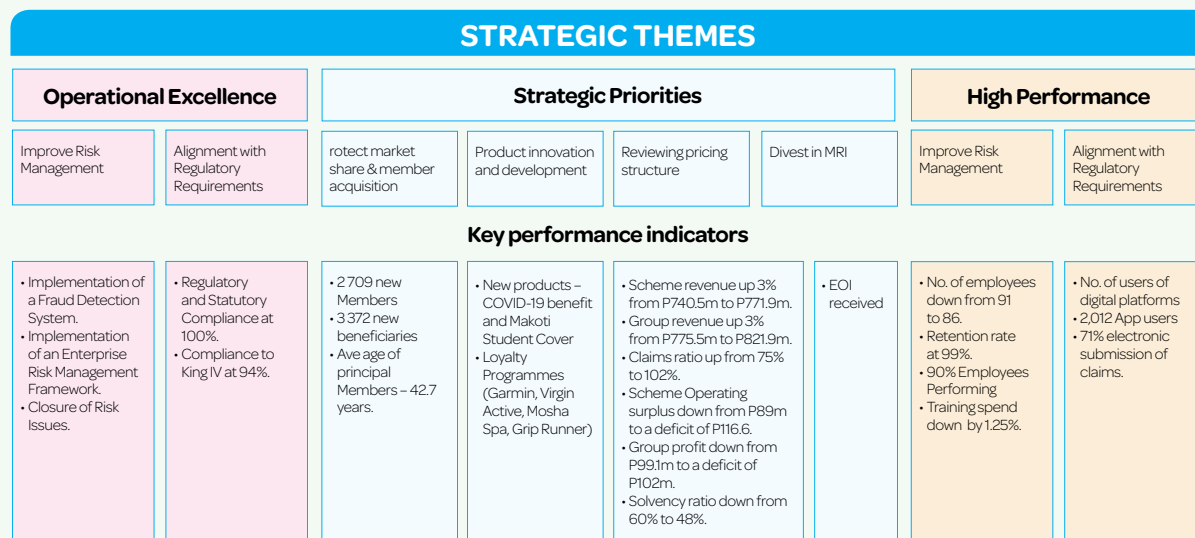 STRATEGIC THEMES
Operational Excellence
Strategic Priorities
High Performance
Improve Risk
Management
Alignment with
Regulatory
Requirements
rotect market
share & member
acquisition
Product innovation
and development
Reviewing pricing
structure
Divest in MRI
Improve Risk
Management
Alignment with
Regulatory
Requirements
Key performance indicators
• Implementation of
a Fraud Detection
System.
• Implementation
of an Enterprise
Risk Management
Framework.
• Closure of Risk
Issues.
• Regulatory
and Statutory
Compliance at
100%.
• Compliance to
King IV at 94%.
• 2 709 new
Members
• 3 372 new
beneficiaries
• Ave age of
principal
Members – 42.7
years.
• New products –
COVID-19 benefit
and Makoti
Student Cover
• Loyalty
Programmes
(Garmin, Virgin
Active, Mosha
Spa, Grip Runner)
• Scheme revenue up 3%
from P740.5m to P771.9m.
• Group revenue up 3%
from P775.5m to P821.9m.
• Claims ratio up from 75%
to 102%.
• Scheme Operating
surplus down from P89m
to a deficit of P116.6.
• Group profit down from
P99.1m to a deficit of
P102m.
• Solvency ratio down from
60% to 48%.
• EOI
received
• No. of employees
down from 91
to 86.
• Retention rate
at 99%.
• 90% Employees
Performing
• Training spend
down by 1.25%.
• No. of users of
digital platforms
• 2,012 App users
• 71% electronic
submission of
claims.